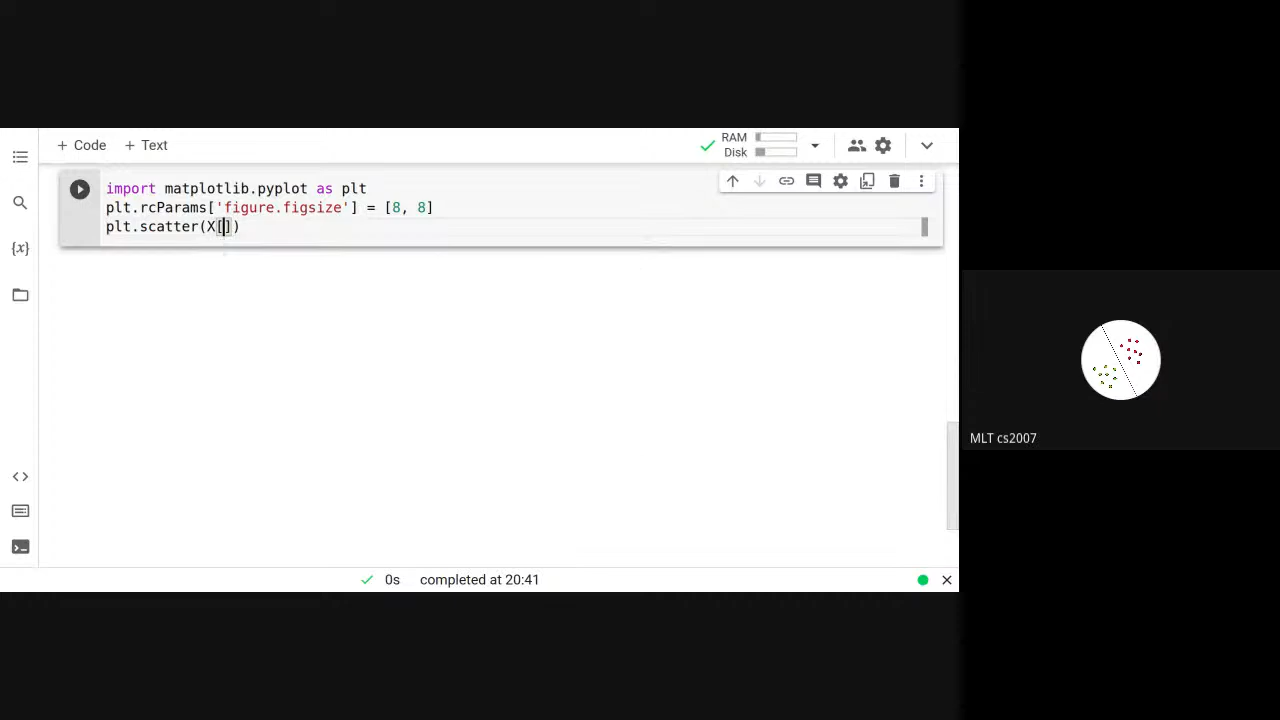 + Code + Text
RAM
Disk
import matplotlib.pyplot as plt
plt.rcParams['figure.figsize'] = [8, 8]
plt.scatter(X[])
{x}
MLT cs2007
0s completed at 20:41